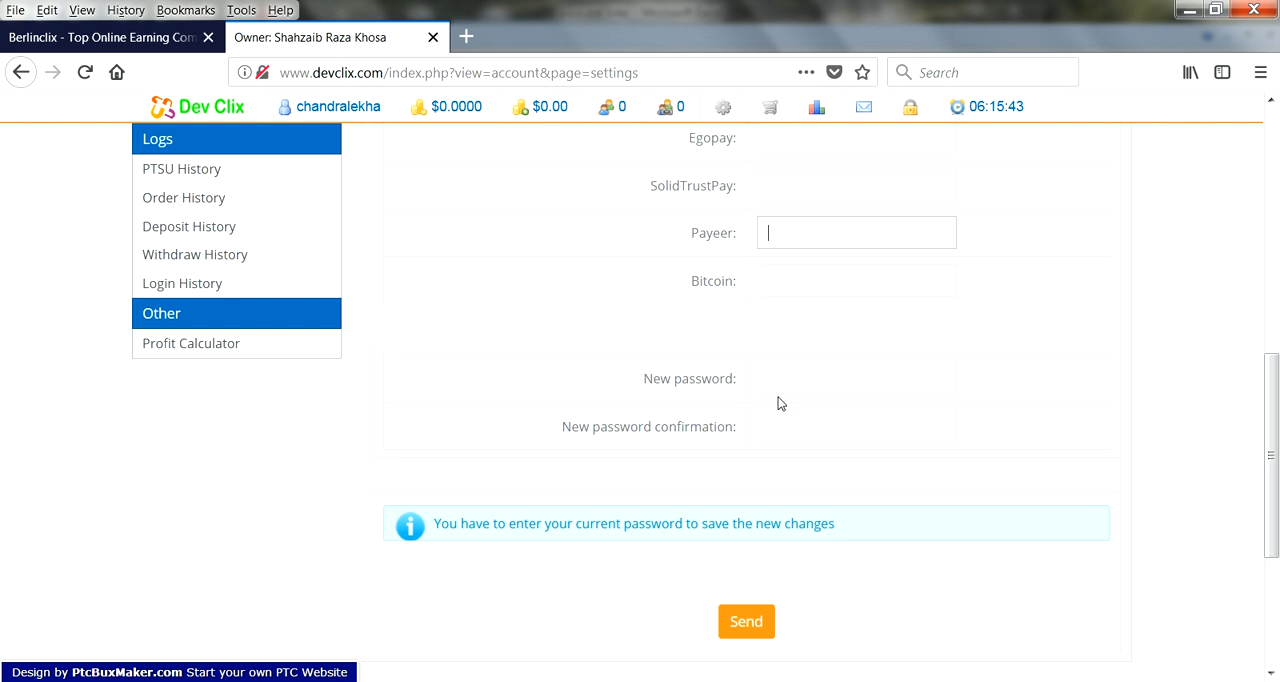 File Edit View History Bookmarks Tools Help
Berlinclix - Top Online Earning Com
Owner: Shahzaib Raza Khosa
www.devclix.com/index.php?view=account&page=settings
Search
Dev Clix chandralekha $0.0000 $0.00 0 0 06:15:43
Logs
PTSU History
Order History
Deposit History
Withdraw History
Login History
Other
Profit Calculator
Egopay:
SolidTrustPay:
Payeer:
Bitcoin:
New password:
New password confirmation:
You have to enter your current password to save the new changes
Send
Design by PtcBuxMaker.com Start your own PTC Website